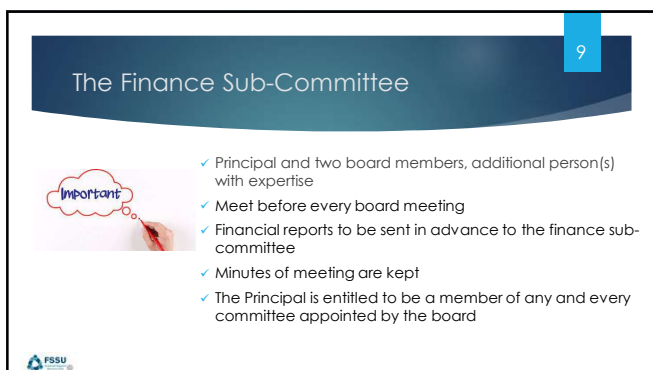 9
The Finance Sub-Committee
Important
✓ Principal and two board members, additional person(s)
with expertise
✓ Meet before every board meeting
✓ Financial reports to be sent in advance to the finance sub-
committee
✓ Minutes of meeting are kept
✓ The Principal is entitled to be a member of any and every
committee appointed by the board
FSSU